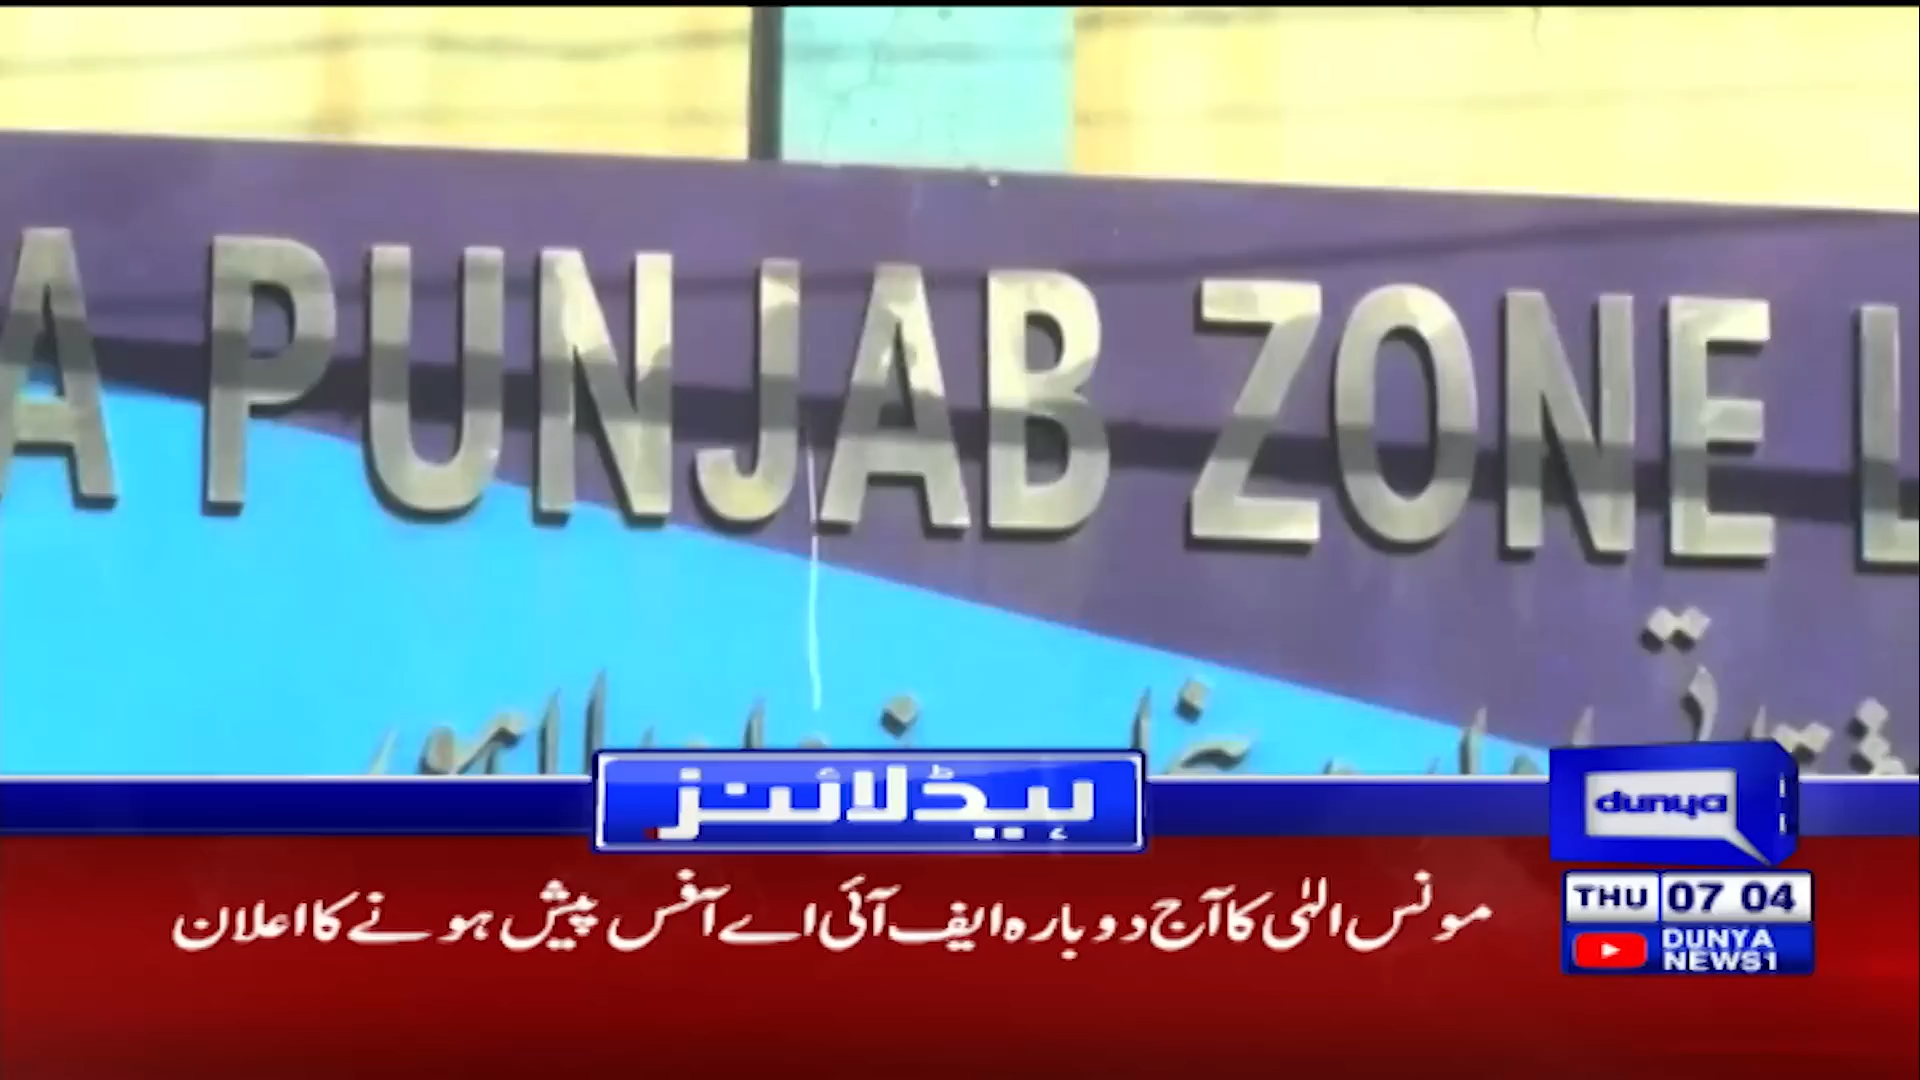 A PUNJAB ZONE L
ہیڈلائنز
dunya
مونس الٰہی کا آج دوبارہ ایف آئی اے آفس پیش ہونے کا اعلان
THU 07 04
DUNYA
NEWS1